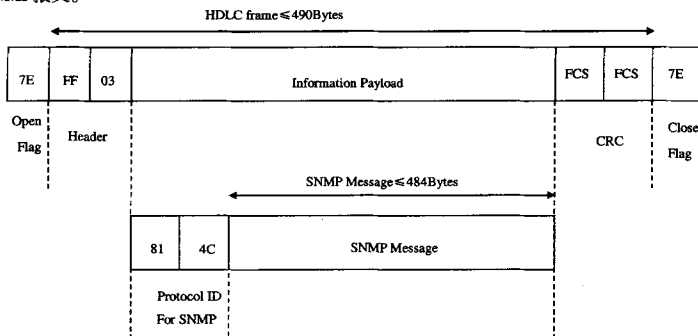 HDLC frame≤490Bytes
7E FF 03 Information Payload FCS FCS 7E
Open Flag
Header
CRC
Close Flag
SNMP Message≤484Bytes
81 4C SNMP Message
Protocol ID
For SNMP